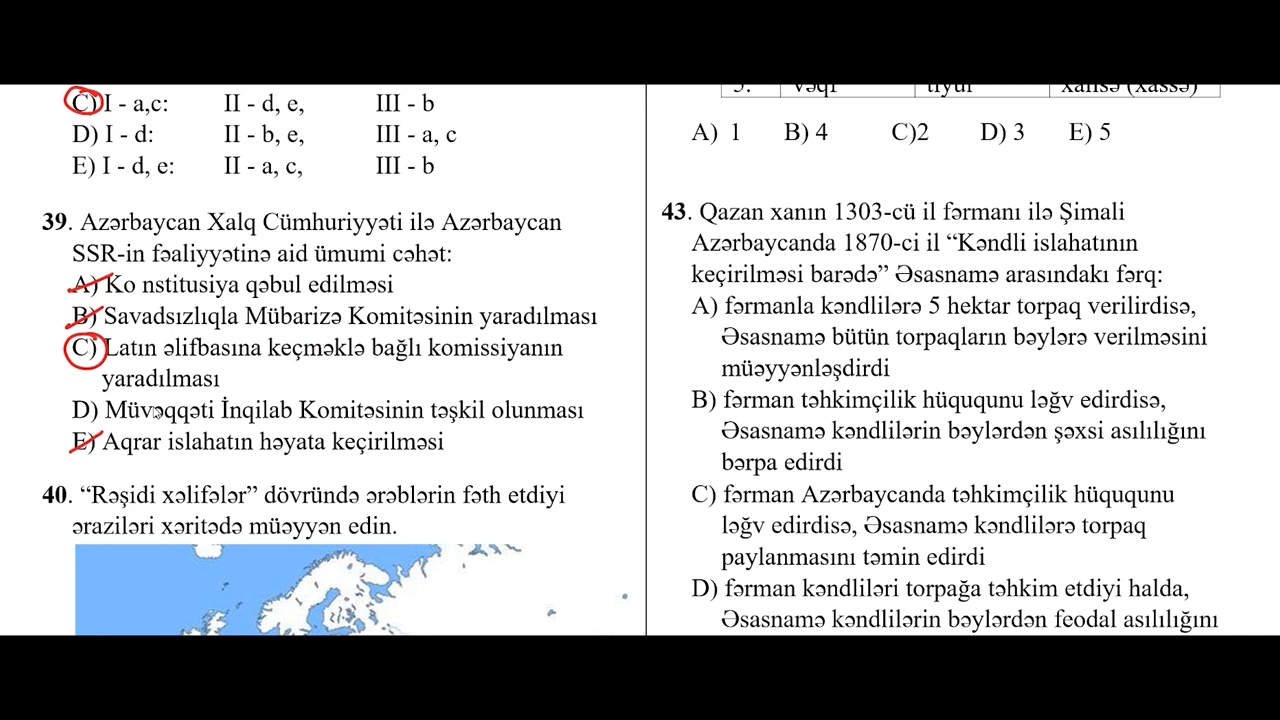 C) I - a,c: II - d, e, III - b
D) I - d: II - b, e, III - a, c
E) I - d, e: II - a, c, III - b
39. Azərbaycan Xalq Cümhuriyyəti ilə Azərbaycan
SSR-in fəaliyyətinə aid ümumi cəhət:
A) Ko nstitusiya qəbul edilməsi
B) Savadsızlıqla Mübarizə Komitəsinin yaradılması
C) Latın əlifbasına keçməklə bağlı komissiyanın
yaradılması
D) Müvəqqəti İnqilab Komitəsinin təşkil olunması
E) Aqrar islahatın həyata keçirilməsi
40. “Rəşidi xəlifələr” dövründə ərəblərin fəth etdiyi
əraziləri xəritədə müəyyən edin.
5. vəqf tiyul xalisə (xassə)
A) 1 B) 4 C)2 D) 3 E) 5
43. Qazan xanın 1303-cü il fərmanı ilə Şimali
Azərbaycanda 1870-ci il “Kəndli islahatının
keçirilməsi barədə” Əsasnamə arasındakı fərq:
A) fərmanla kəndlilərə 5 hektar torpaq verilirdisə,
Əsasnamə bütün torpaqların bəylərə verilməsini
müəyyənləşdirdi
B) fərman təhkimçilik hüququnu ləğv edirdisə,
Əsasnamə kəndlilərin bəylərdən şəxsi asılılığını
bərpa edirdi
C) fərman Azərbaycanda təhkimçilik hüququnu
ləğv edirdisə, Əsasnamə kəndlilərə torpaq
paylanmasını təmin edirdi
D) fərman kəndliləri torpağa təhkim etdiyi halda,
Əsasnamə kəndlilərin bəylərdən feodal asılılığını